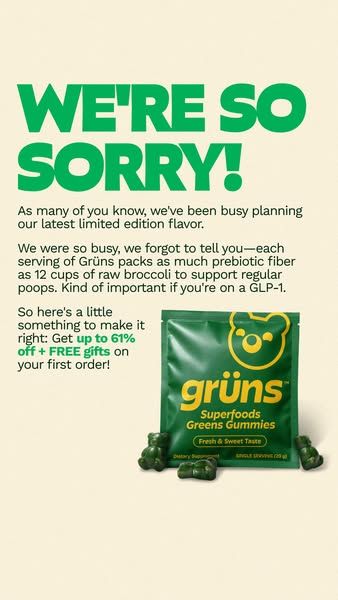 WE'RE SO
SORRY!
As many of you know, we've been busy planning
our latest limited edition flavor.
We were so busy, we forgot to tell you—each
serving of Grüns packs as much prebiotic fiber
as 12 cups of raw broccoli to support regular
poops. Kind of important if you're on a GLP-1.
So here's a little
something to make it
right: Get up to 61%
off + FREE gifts on
your first order!
grüns™
Superfoods
Greens Gummies
Fresh & Sweet Taste
Dietary Supplement SINGLE SERVING (28 g)